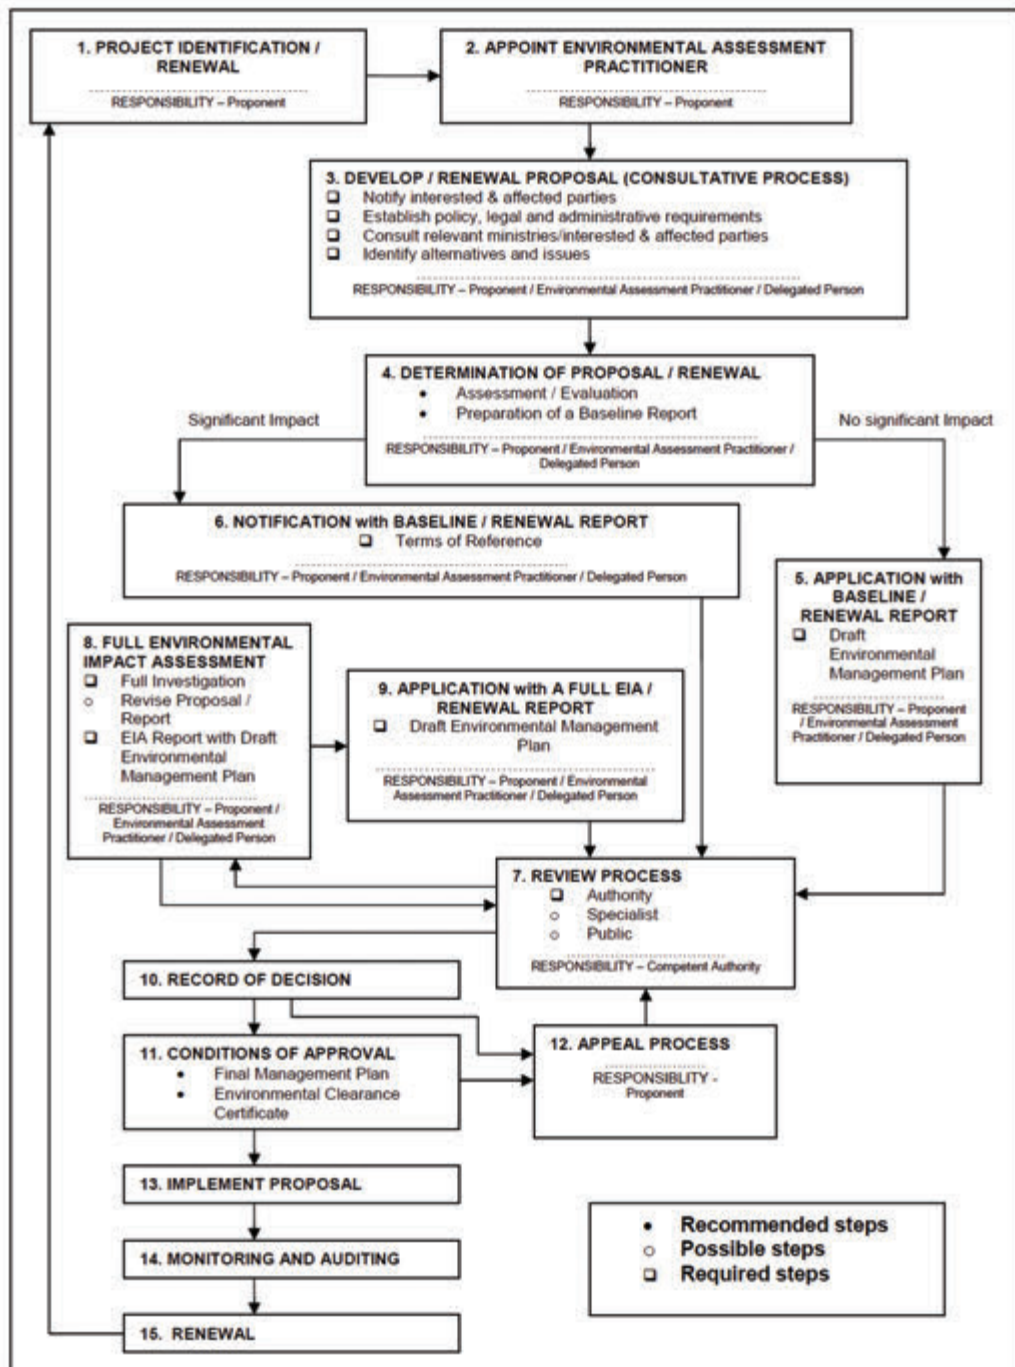 1. PROJECT IDENTIFICATION /
RENEWAL
RESPONSIBILITY – Proponent
2. APPOINT ENVIRONMENTAL ASSESSMENT
PRACTITIONER
RESPONSIBILITY – Proponent
3. DEVELOP / RENEWAL PROPOSAL (CONSULTATIVE PROCESS)
❑ Notify interested & affected parties
❑ Establish policy, legal and administrative requirements
❑ Consult relevant ministries/interested & affected parties
❑ Identify alternatives and issues
RESPONSIBILITY – Proponent / Environmental Assessment Practitioner / Delegated Person
4. DETERMINATION OF PROPOSAL / RENEWAL
• Assessment / Evaluation
• Preparation of a Baseline Report
RESPONSIBILITY – Proponent / Environmental Assessment Practitioner /
Delegated Person
Significant Impact
No significant Impact
6. NOTIFICATION with BASELINE / RENEWAL REPORT
❑ Terms of Reference
RESPONSIBILITY – Proponent / Environmental Assessment Practitioner / Delegated Person
5. APPLICATION with
BASELINE /
RENEWAL REPORT
❑ Draft
Environmental
Management Plan
RESPONSIBILITY – Proponent
/ Environmental Assessment
Practitioner / Delegated Person
8. FULL ENVIRONMENTAL
IMPACT ASSESSMENT
❑ Full Investigation
○ Revise Proposal /
Report
❑ EIA Report with Draft
Environmental
Management Plan
RESPONSIBILITY – Proponent /
Environmental Assessment
Practitioner / Delegated Person
9. APPLICATION with A FULL EIA /
RENEWAL REPORT
❑ Draft Environmental Management
Plan
RESPONSIBILITY – Proponent / Environmental
Assessment Practitioner / Delegated Person
7. REVIEW PROCESS
❑ Authority
○ Specialist
○ Public
RESPONSIBILITY – Competent Authority
10. RECORD OF DECISION
11. CONDITIONS OF APPROVAL
• Final Management Plan
• Environmental Clearance
Certificate
12. APPEAL PROCESS
RESPONSIBLITY -
Proponent
13. IMPLEMENT PROPOSAL
14. MONITORING AND AUDITING
15. RENEWAL
• Recommended steps
○ Possible steps
❑ Required steps